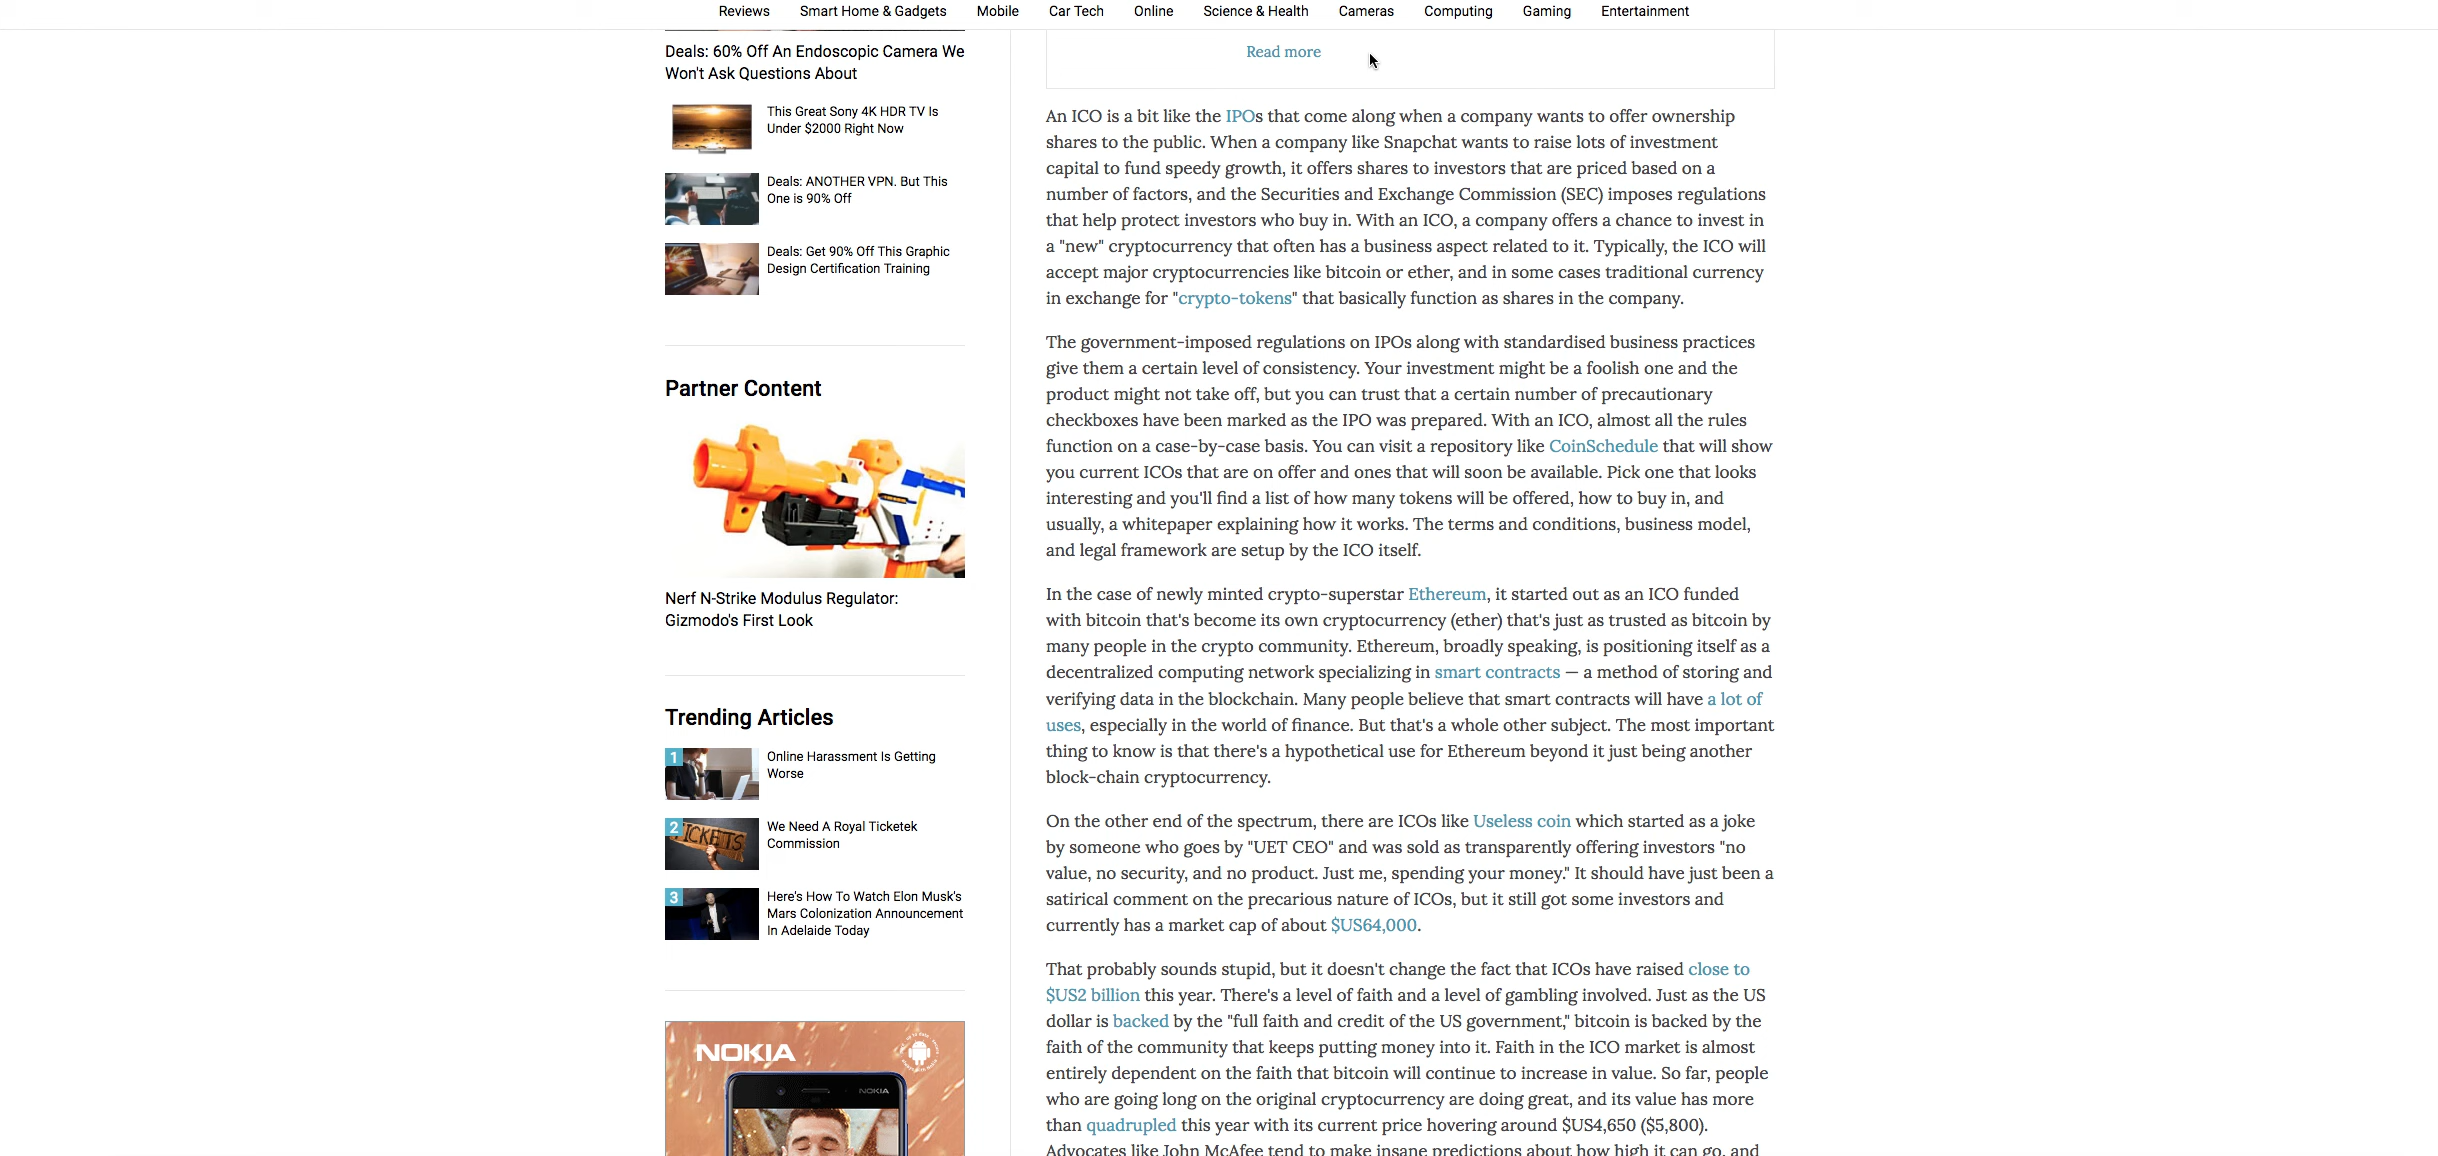 Reviews Smart Home & Gadgets Mobile Car Tech Online Science & Health Cameras Computing Gaming Entertainment
Deals: 60% Off An Endoscopic Camera We
Won't Ask Questions About
This Great Sony 4K HDR TV Is
Under $2000 Right Now
Deals: ANOTHER VPN. But This
One is 90% Off
Deals: Get 90% Off This Graphic
Design Certification Training
Partner Content
Nerf N-Strike Modulus Regulator:
Gizmodo's First Look
Trending Articles
1
Online Harassment Is Getting
Worse
2
TICKETS
We Need A Royal Ticketek
Commission
3
Here's How To Watch Elon Musk's
Mars Colonization Announcement
In Adelaide Today
NOKIA
NOKIA
Read more
An ICO is a bit like the IPOs that come along when a company wants to offer ownership
shares to the public. When a company like Snapchat wants to raise lots of investment
capital to fund speedy growth, it offers shares to investors that are priced based on a
number of factors, and the Securities and Exchange Commission (SEC) imposes regulations
that help protect investors who buy in. With an ICO, a company offers a chance to invest in
a "new" cryptocurrency that often has a business aspect related to it. Typically, the ICO will
accept major cryptocurrencies like bitcoin or ether, and in some cases traditional currency
in exchange for "crypto-tokens" that basically function as shares in the company.
The government-imposed regulations on IPOs along with standardised business practices
give them a certain level of consistency. Your investment might be a foolish one and the
product might not take off, but you can trust that a certain number of precautionary
checkboxes have been marked as the IPO was prepared. With an ICO, almost all the rules
function on a case-by-case basis. You can visit a repository like CoinSchedule that will show
you current ICOs that are on offer and ones that will soon be available. Pick one that looks
interesting and you'll find a list of how many tokens will be offered, how to buy in, and
usually, a whitepaper explaining how it works. The terms and conditions, business model,
and legal framework are setup by the ICO itself.
In the case of newly minted crypto-superstar Ethereum, it started out as an ICO funded
with bitcoin that's become its own cryptocurrency (ether) that's just as trusted as bitcoin by
many people in the crypto community. Ethereum, broadly speaking, is positioning itself as a
decentralized computing network specializing in smart contracts — a method of storing and
verifying data in the blockchain. Many people believe that smart contracts will have a lot of
uses, especially in the world of finance. But that's a whole other subject. The most important
thing to know is that there's a hypothetical use for Ethereum beyond it just being another
block-chain cryptocurrency.
On the other end of the spectrum, there are ICOs like Useless coin which started as a joke
by someone who goes by "UET CEO" and was sold as transparently offering investors "no
value, no security, and no product. Just me, spending your money." It should have just been a
satirical comment on the precarious nature of ICOs, but it still got some investors and
currently has a market cap of about $US64,000.
That probably sounds stupid, but it doesn't change the fact that ICOs have raised close to
$US2 billion this year. There's a level of faith and a level of gambling involved. Just as the US
dollar is backed by the "full faith and credit of the US government," bitcoin is backed by the
faith of the community that keeps putting money into it. Faith in the ICO market is almost
entirely dependent on the faith that bitcoin will continue to increase in value. So far, people
who are going long on the original cryptocurrency are doing great, and its value has more
than quadrupled this year with its current price hovering around $US4,650 ($5,800).
Advocates like John McAfee tend to make insane predictions about how high it can go, and